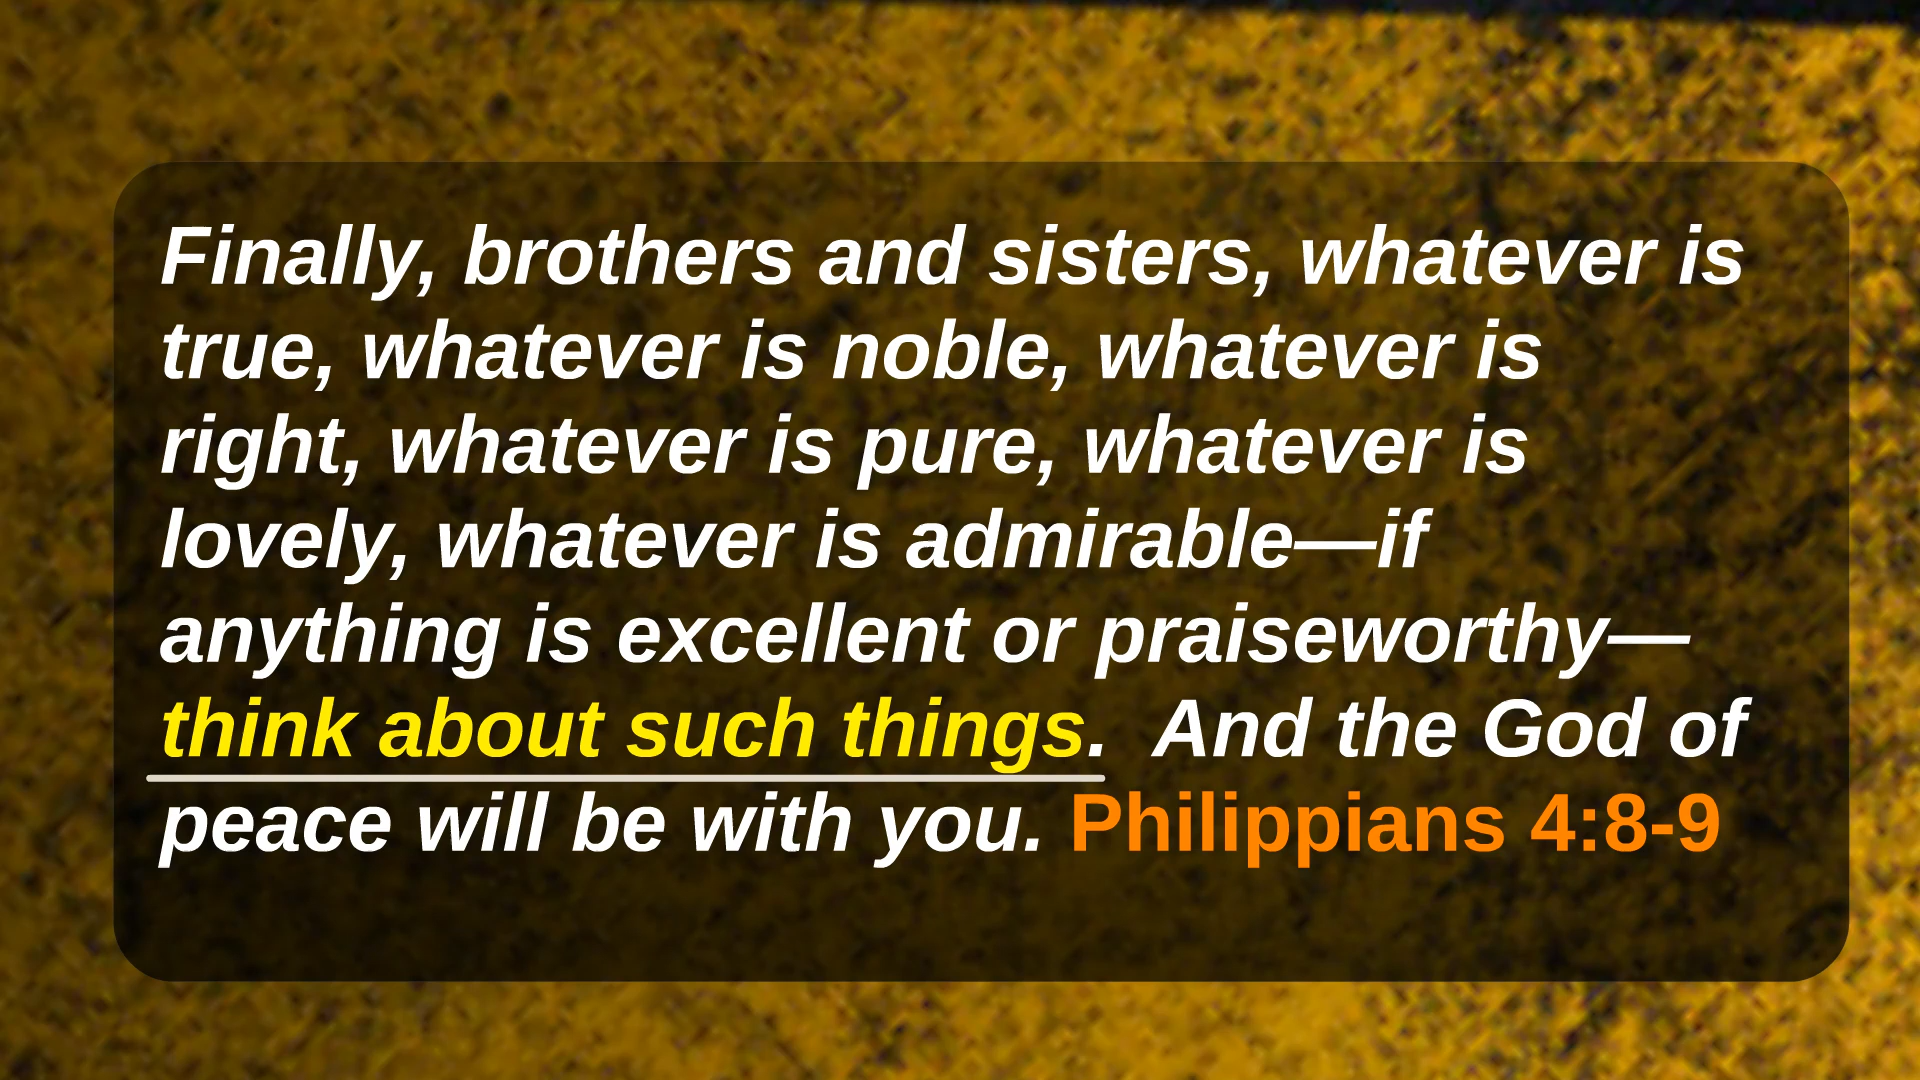 Finally, brothers and sisters, whatever is
true, whatever is noble, whatever is
right, whatever is pure, whatever is
lovely, whatever is admirable—if
anything is excellent or praiseworthy—
think about such things.  And the God of
peace will be with you. Philippians 4:8-9